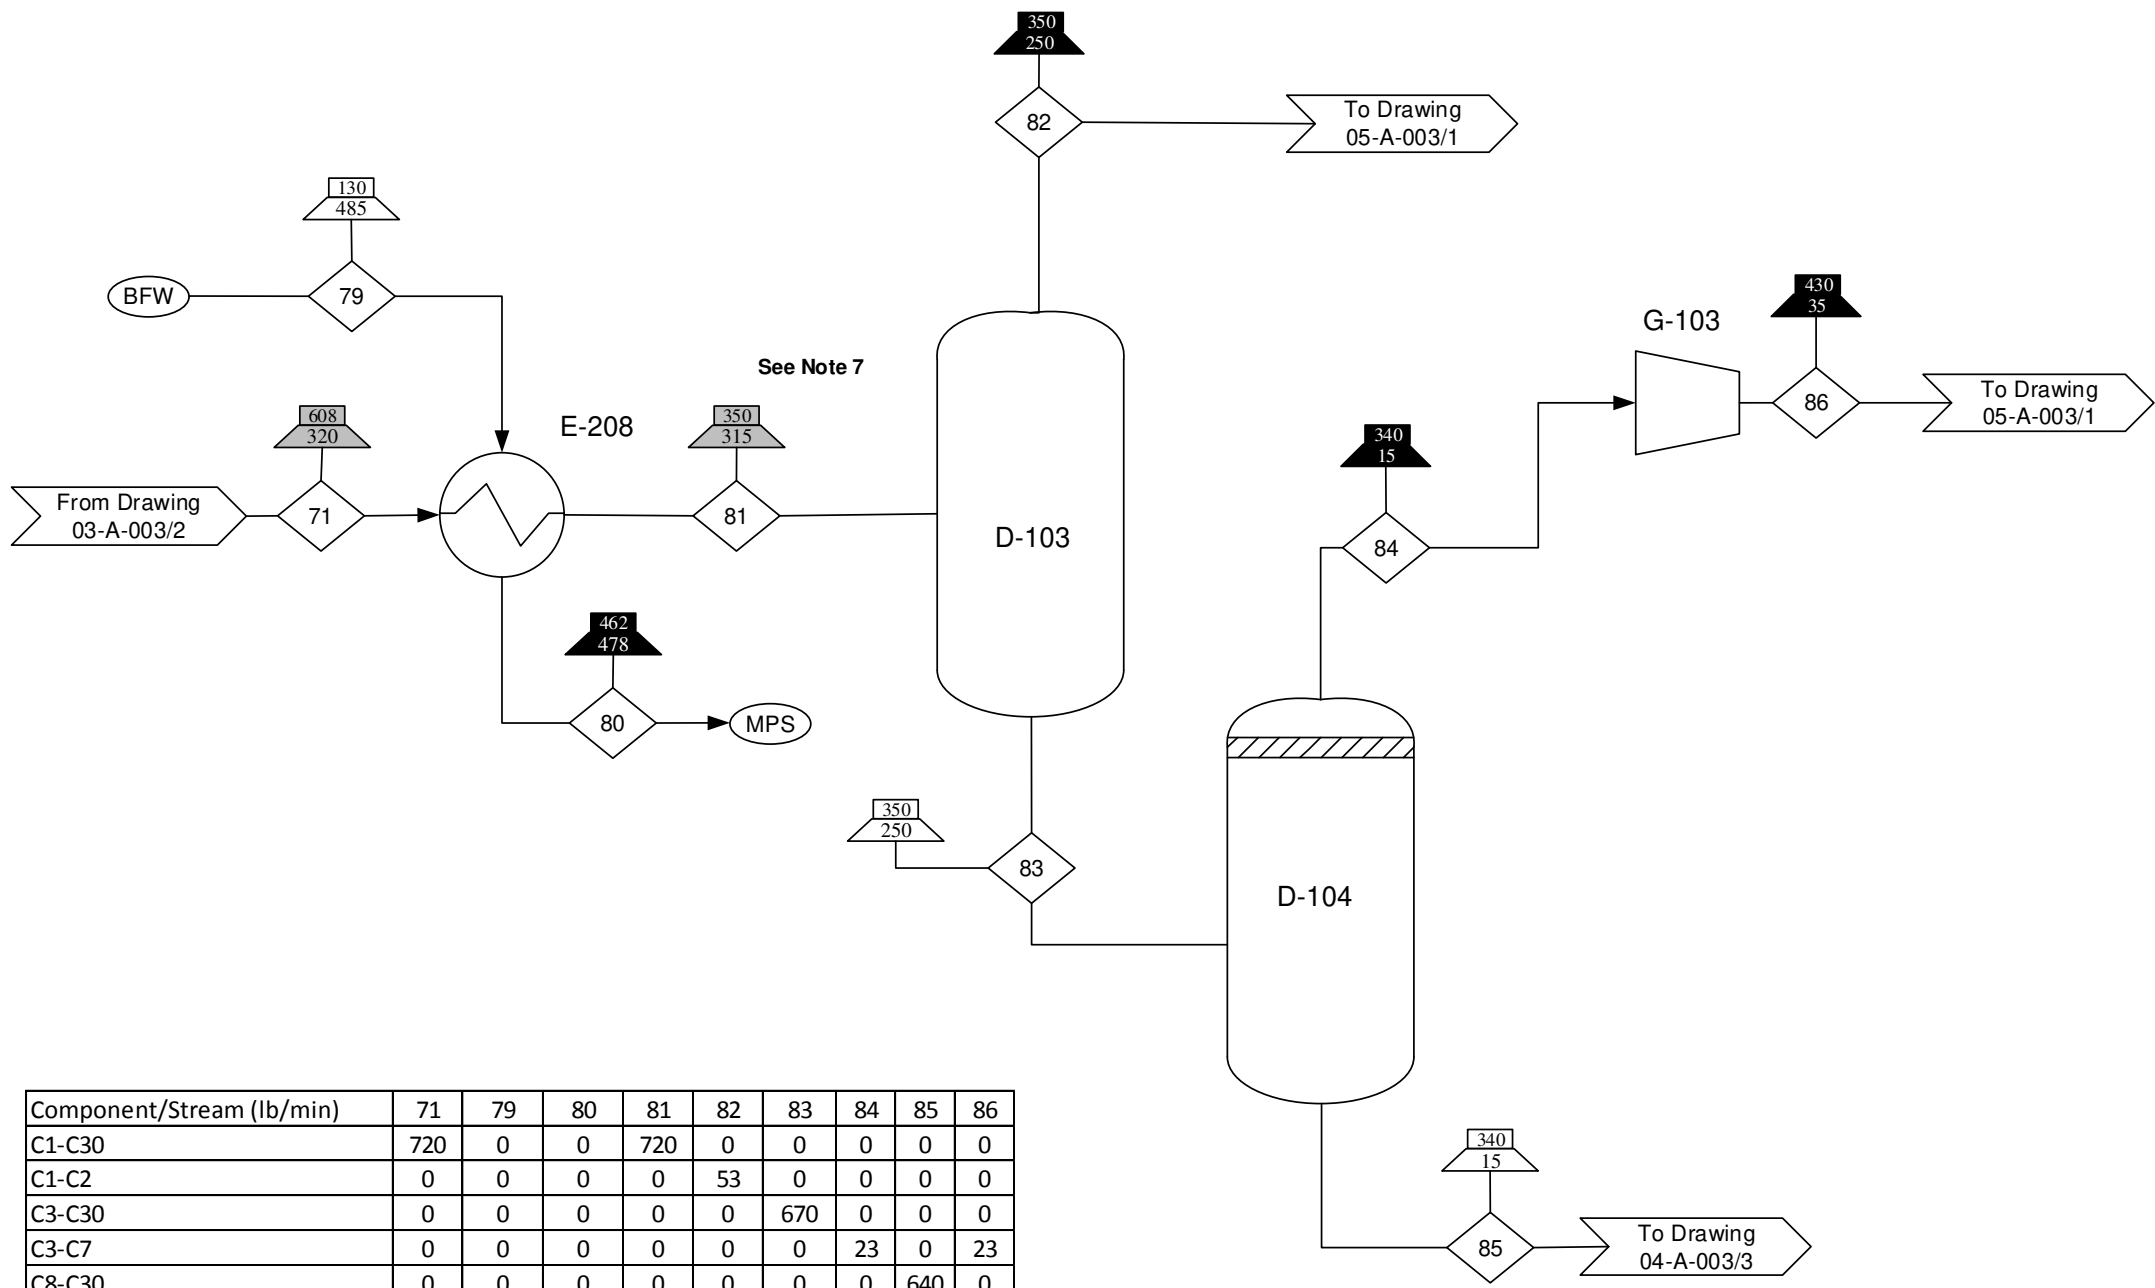 350
250
82
To Drawing
05-A-003/1
130
485
BFW
79
See Note 7
G-103
430
35
86
To Drawing
05-A-003/1
608
320
E-208
350
315
340
15
From Drawing
03-A-003/2
71
81
D-103
84
462
478
80
MPS
350
250
83
D-104
Component/Stream (lb/min) 71 79 80 81 82 83 84 85 86
C1-C30 720 0 0 720 0 0 0 0 0
C1-C2 0 0 0 0 53 0 0 0 0
C3-C30 0 0 0 0 0 670 0 0 0
C3-C7 0 0 0 0 0 0 23 0 23
C8-C30 0 0 0 0 0 0 0 640 0
340
15
85
To Drawing
04-A-003/3